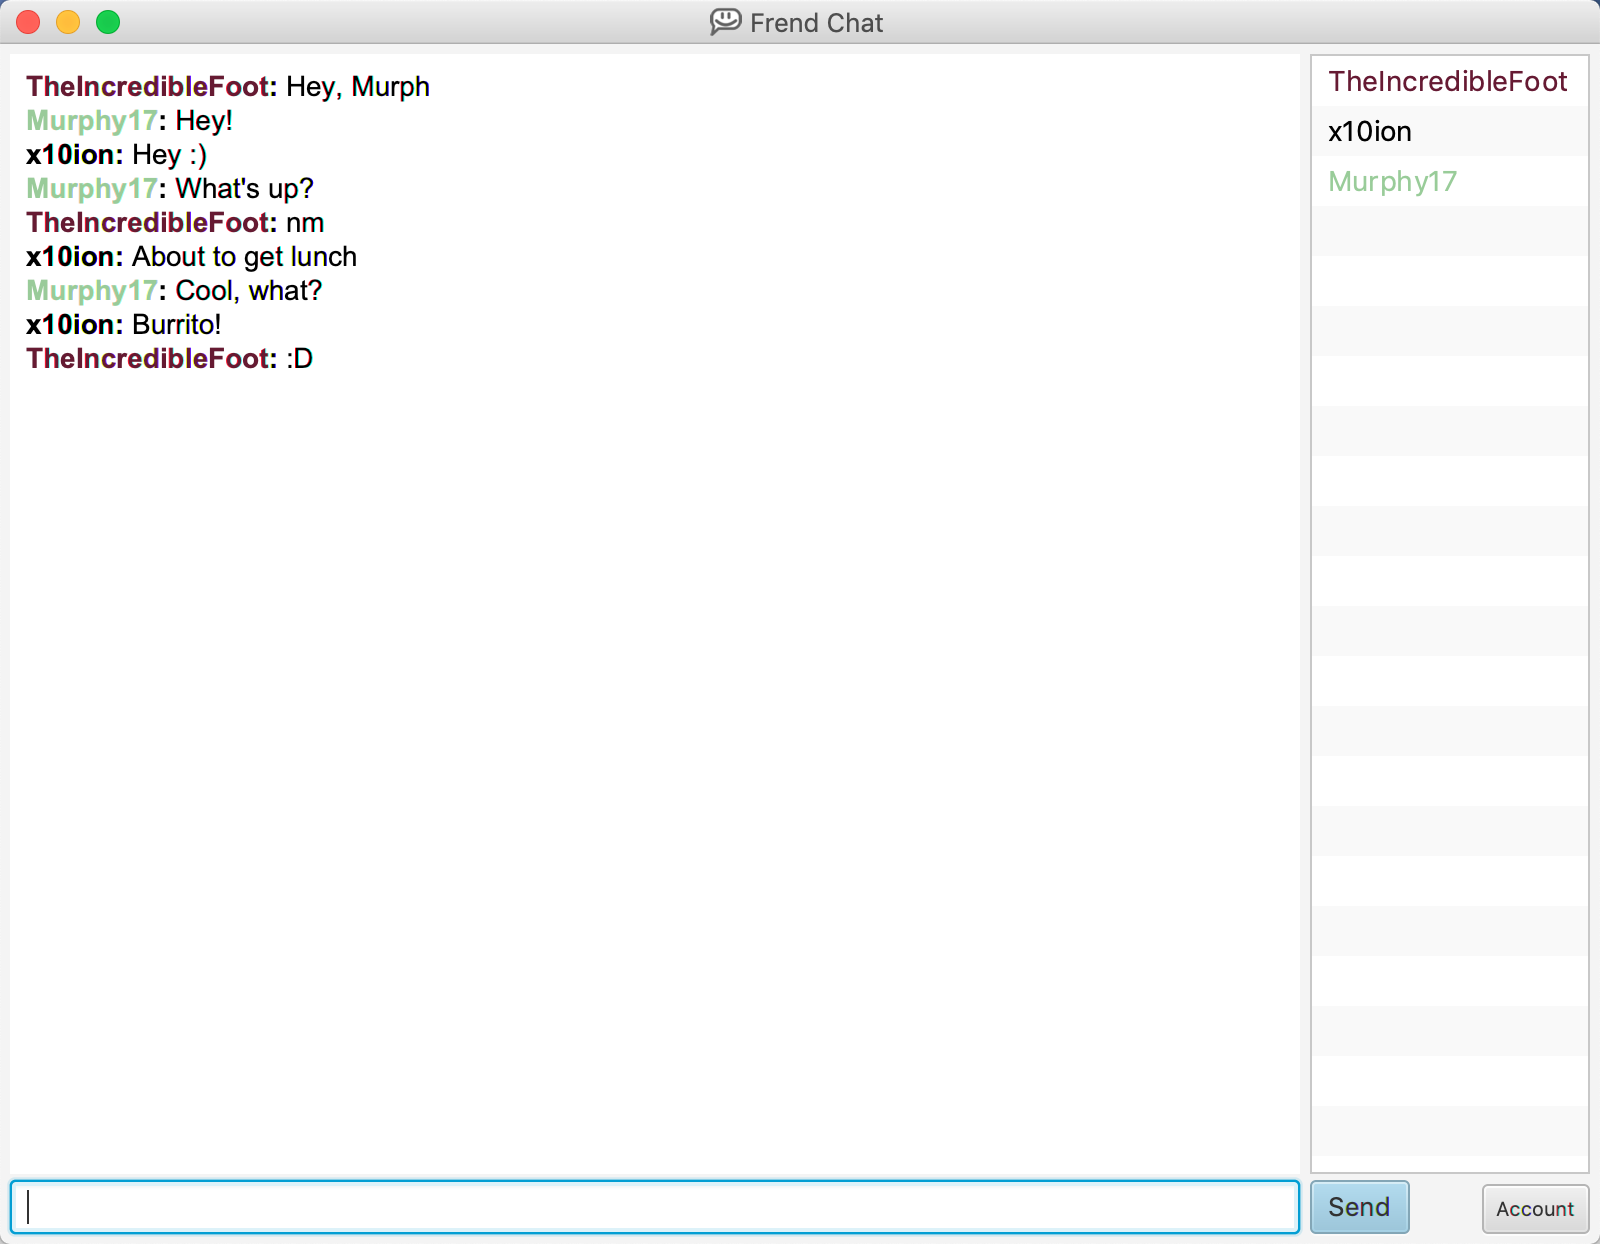 Frend Chat
TheIncredibleFoot: Hey, Murph
Murphy17: Hey!
x10ion: Hey :)
Murphy17: What's up?
TheIncredibleFoot: nm
x10ion: About to get lunch
Murphy17: Cool, what?
x10ion: Burrito!
TheIncredibleFoot: :D
TheIncredibleFoot
x10ion
Murphy17
Send
Account